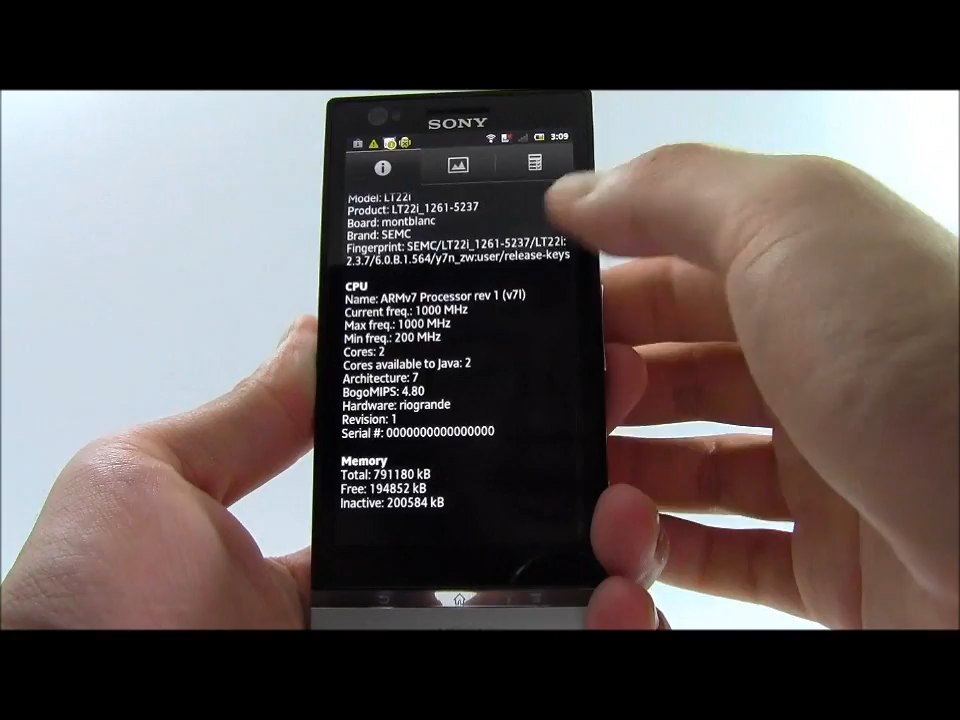 SONY
3:09
Model: LT22i
Product: LT22i_1261-5237
Board: montblanc
Brand: SEMC
Fingerprint: SEMC/LT22i_1261-5237/LT22i:
2.3.7/6.0.B.1.564/y7n_zw:user/release-keys
CPU
Name: ARMv7 Processor rev 1 (v7l)
Current freq.: 1000 MHz
Max freq.: 1000 MHz
Min freq.: 200 MHz
Cores: 2
Cores available to Java: 2
Architecture: 7
BogoMIPS: 4.80
Hardware: riogrande
Revision: 1
Serial #: 0000000000000000
Memory
Total: 791180 kB
Free: 194852 kB
Inactive: 200584 kB